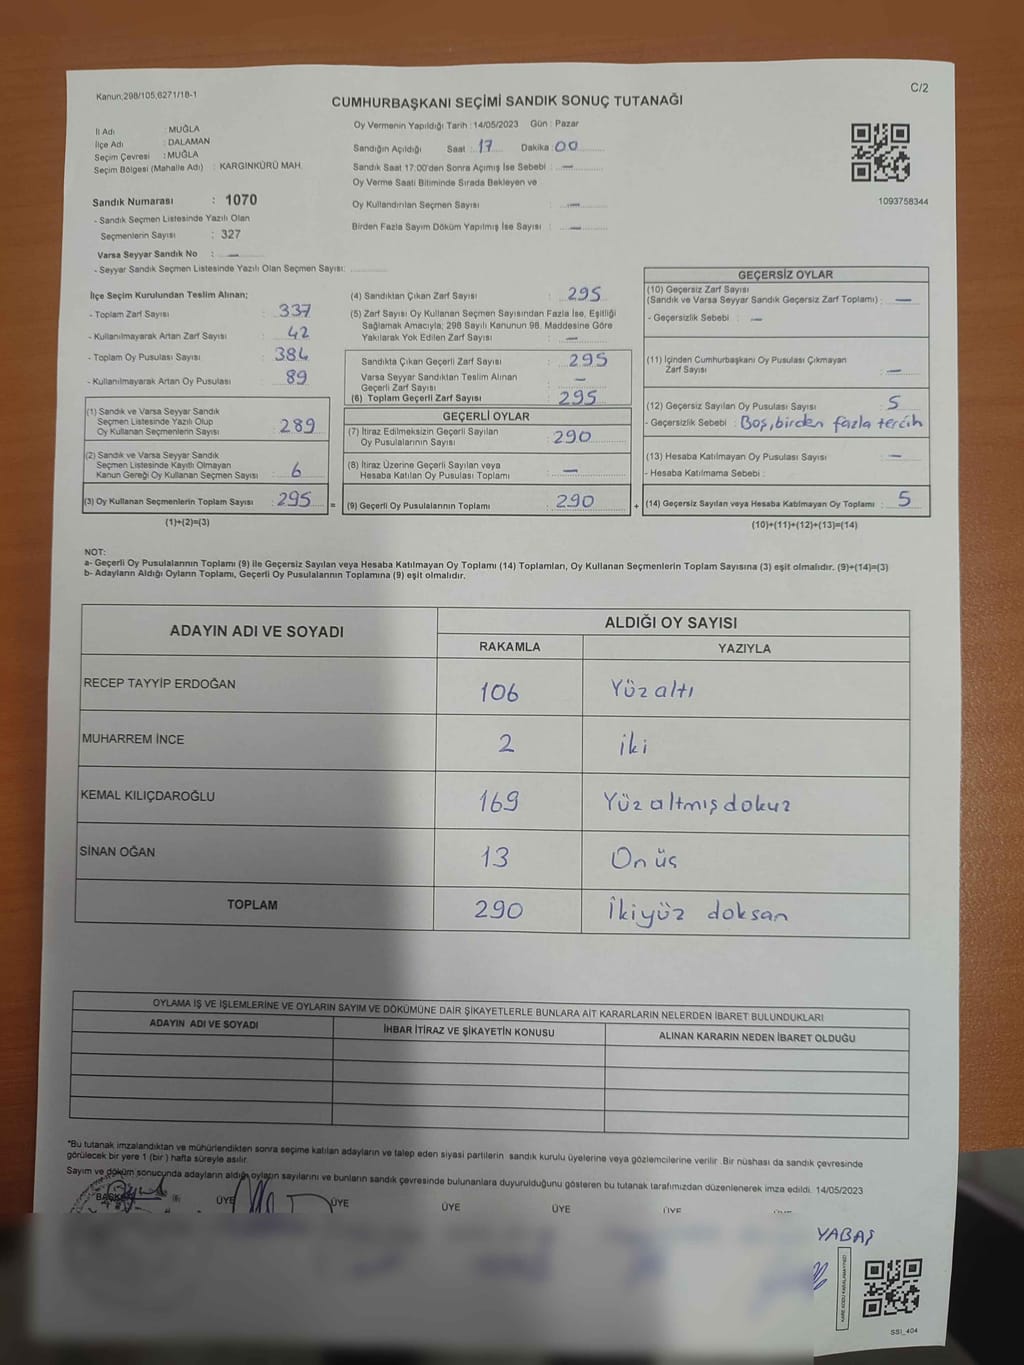 Kanun;298/105;6271/18-1
C/2
CUMHURBAŞKANI SEÇİMİ SANDIK SONUÇ TUTANAĞI
İl Adı : MUĞLA
İlçe Adı : DALAMAN
Seçim Çevresi : MUĞLA
Seçim Bölgesi (Mahalle Adı) : KARGINKÜRÜ MAH.
Sandık Numarası : 1070
- Sandık Seçmen Listesinde Yazılı Olan
Seçmenlerin Sayısı : 327
Varsa Seyyar Sandık No : —
- Seyyar Sandık Seçmen Listesinde Yazılı Olan Seçmen Sayısı:
Oy Vermenin Yapıldığı Tarih : 14/05/2023 Gün : Pazar
Sandığın Açıldığı Saat : 17 Dakika : 00
Sandık Saat 17:00'den Sonra Açımış İse Sebebi : —
Oy Verme Saati Bitiminde Sırada Bekleyen ve
Oy Kullandırılan Seçmen Sayısı : —
Birden Fazla Sayım Döküm Yapılmış İse Sayısı : —
1093758344
İlçe Seçim Kurulundan Teslim Alınan;
- Toplam Zarf Sayısı : 337
- Kullanılmayarak Artan Zarf Sayısı : 42
- Toplam Oy Pusulası Sayısı : 384
- Kullanılmayarak Artan Oy Pusulası : 89
(1) Sandık ve Varsa Seyyar Sandık
Seçmen Listesinde Yazılı Olup
Oy Kullanan Seçmenlerin Sayısı : 289
(2) Sandık ve Varsa Seyyar Sandık
Seçmen Listesinde Kayıtlı Olmayan
Kanun Gereği Oy Kullanan Seçmen Sayısı : 6
(3) Oy Kullanan Seçmenlerin Toplam Sayısı : 295 =
(1)+(2)=(3)
(4) Sandıktan Çıkan Zarf Sayısı : 295
(5) Zarf Sayısı Oy Kullanan Seçmen Sayısından Fazla İse, Eşitliği
Sağlamak Amacıyla; 298 Sayılı Kanunun 98. Maddesine Göre
Yakılarak Yok Edilen Zarf Sayısı : —
Sandıkta Çıkan Geçerli Zarf Sayısı : 295
Varsa Seyyar Sandıktan Teslim Alınan
Geçerli Zarf Sayısı : —
(6) Toplam Geçerli Zarf Sayısı : 295
GEÇERLİ OYLAR
(7) İtiraz Edilmeksizin Geçerli Sayılan
Oy Pusulalarının Sayısı : 290
(8) İtiraz Üzerine Geçerli Sayılan veya
Hesaba Katılan Oy Pusulası Toplamı : —
(9) Geçerli Oy Pusulalarının Toplamı : 290 +
GEÇERSİZ OYLAR
(10) Geçersiz Zarf Sayısı
(Sandık ve Varsa Seyyar Sandık Geçersiz Zarf Toplamı) : —
- Geçersizlik Sebebi : —
(11) İçinden Cumhurbaşkanı Oy Pusulası Çıkmayan
Zarf Sayısı : —
(12) Geçersiz Sayılan Oy Pusulası Sayısı : 5
- Geçersizlik Sebebi : Boş, birden fazla tercih
(13) Hesaba Katılmayan Oy Pusulası Sayısı : —
- Hesaba Katılmama Sebebi :
(14) Geçersiz Sayılan veya Hesaba Katılmayan Oy Toplamı : 5
(10)+(11)+(12)+(13)=(14)
NOT:
a- Geçerli Oy Pusulalarının Toplamı (9) ile Geçersiz Sayılan veya Hesaba Katılmayan Oy Toplamı (14) Toplamları, Oy Kullanan Seçmenlerin Toplam Sayısına (3) eşit olmalıdır. (9)+(14)=(3)
b- Adayların Aldığı Oyların Toplamı, Geçerli Oy Pusulalarının Toplamına (9) eşit olmalıdır.
ADAYIN ADI VE SOYADI
ALDIĞI OY SAYISI
RAKAMLA YAZIYLA
RECEP TAYYİP ERDOĞAN 106 Yüz altı
MUHARREM İNCE 2 iki
KEMAL KILIÇDAROĞLU 169 Yüz altmış dokuz
SİNAN OĞAN 13 On üç
TOPLAM 290 İkiyüz doksan
OYLAMA İŞ VE İŞLEMLERİNE VE OYLARIN SAYIM VE DÖKÜMÜNE DAİR ŞİKAYETLERLE BUNLARA AİT KARARLARIN NELERDEN İBARET BULUNDUKLARI
ADAYIN ADI VE SOYADI İHBAR İTİRAZ VE ŞİKAYETİN KONUSU ALINAN KARARIN NEDEN İBARET OLDUĞU
*Bu tutanak imzalandıktan ve mühürlendikten sonra seçime katılan adayların ve talep eden siyasi partilerin sandık kurulu üyelerine veya gözlemcilerine verilir .Bir nüshası da sandık çevresinde
görülecek bir yere 1 (bir ) hafta süreyle asılır.
Sayım ve döküm sonucunda adayların aldığı oyların sayılarını ve bunların sandık çevresinde bulunanlara duyurulduğunu gösteren bu tutanak tarafımızdan düzenlenerek imza edildi. 14/05/2023
BAŞKAN ÜYE ÜYE ÜYE ÜYE ÜYE
YABAŞ
SSI_404